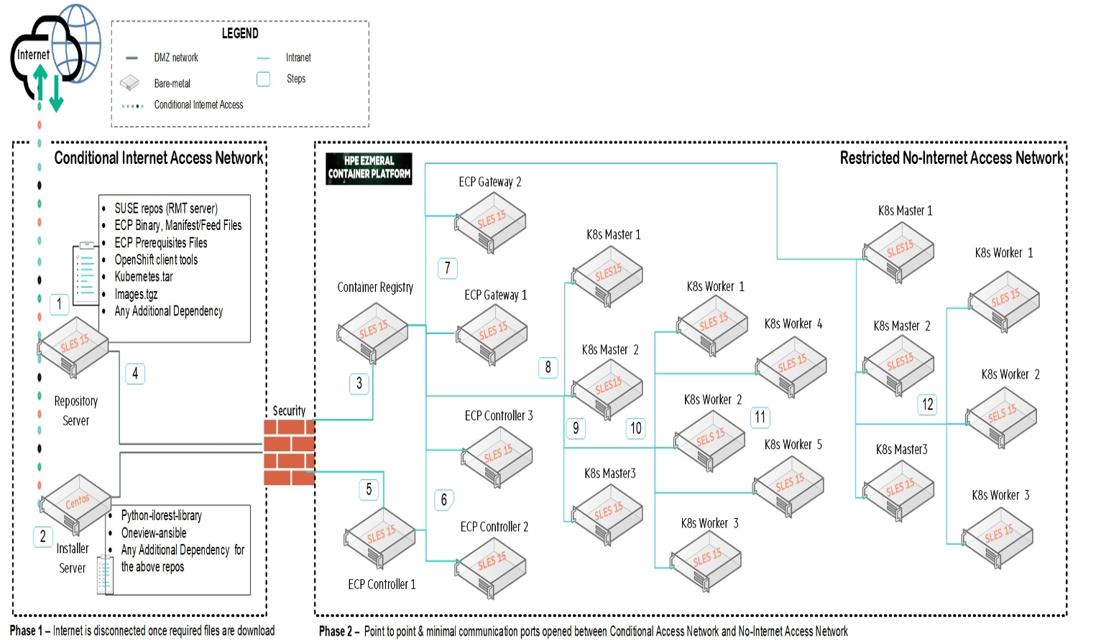 Internet
LEGEND
DMZ network
Intranet
Bare-metal
Steps
Conditional Internet Access
Conditional Internet Access Network
SUSE repos (RMT server)
ECP Binary, Manifest/Feed Files
ECP Prerequisites Files
OpenShift client tools
Kubemetes.tar
Images.tgz
Any Additional Dependency
1
SLES 15
4
Repository
Server
Centos
2
Installer
Server
Python-ilorest-library
Oneview-ansible
Any Additional Dependency for
the above repos
Security
HPE EZMERAL
CONTAINER PLATFORM
Restricted No-Internet Access Network
ECP Gateway 2
SLES 15
7
Container Registry
SLES 15
3
ECP Gateway 1
SLES 15
ECP Controller 3
SLES 15
5
6
SLES 15
ECP Controller 1
ECP Controller 2
SLES 15
K8s Master 1
SLES15
8
K8s Master 2
SLES15
9
10
K8s Master3
SLES15
K8s Worker 1
SLES 15
K8s Worker 4
SLES 15
K8s Worker 2
SELS 15
11
K8s Worker 5
SLES 15
K8s Worker 3
SLES 15
K8s Master 1
SLES15
K8s Master 2
SLES15
12
K8s Master3
SLES15
K8s Worker 1
SLES 15
K8s Worker 2
SLES 15
K8s Worker 3
SLES 15
Phase 1 – Internet is disconnected once required files are download
Phase 2 – Point to point & minimal communication ports opened between Conditional Access Network and No-Internet Access Network